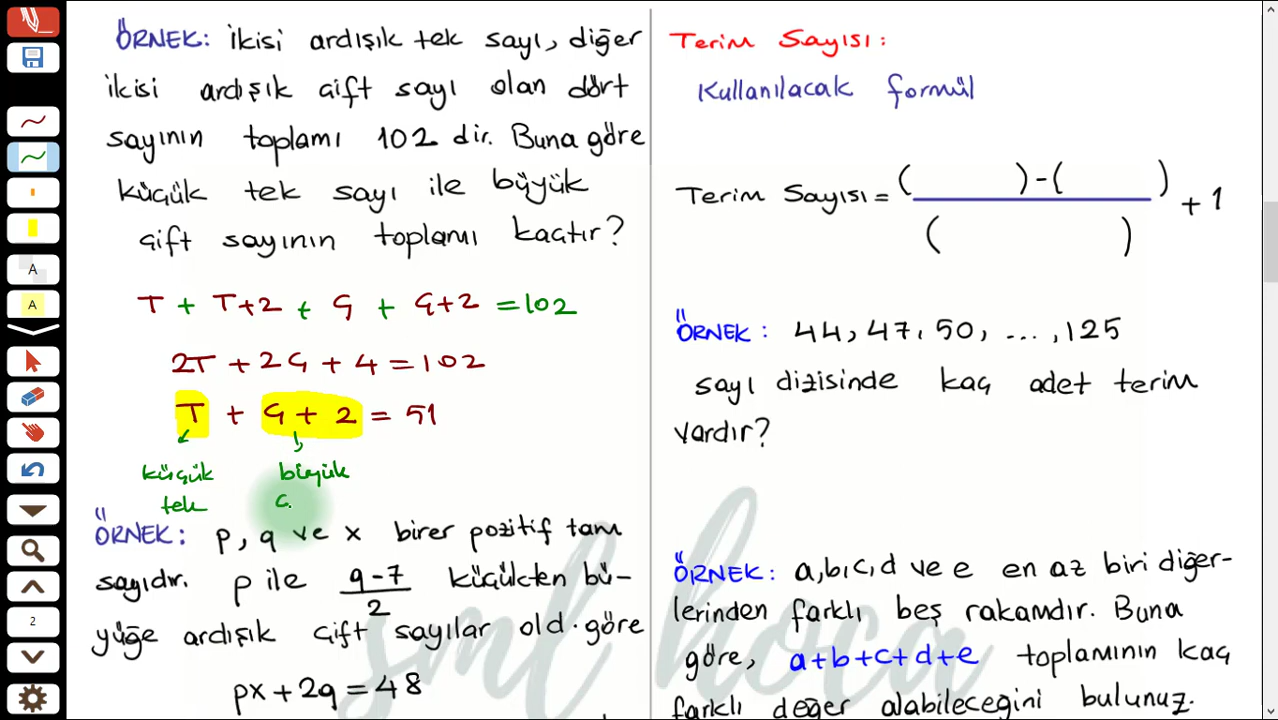 ÖRNEK: İkisi ardışık tek sayı, diğer
ikisi ardışık çift sayı olan dört
sayının toplamı 102 dir. Buna göre
küçük tek sayı ile büyük
çift sayının toplamı kaçtır?
T + T+2 + Ç + Ç+2 = 102
2T + 2Ç + 4 = 102
T + Ç + 2 = 51
küçük
tek
büyük
Ç.
ÖRNEK: p, q ve x birer pozitif tam
sayıdır. p ile q-7/2 küçükten bü-
yüğe ardışık çift sayılar old. göre
px + 2q = 48
Terim Sayısı:
Kullanılacak formül
Terim Sayısı = ( ) - ( ) / ( ) + 1
ÖRNEK: 44, 47, 50, ..., 125
sayı dizisinde kaç adet terim
vardır?
ÖRNEK: a, b, c, d ve e en az biri diğer-
lerinden farklı beş rakamdır. Buna
göre, a+b+c+d+e toplamının kaç
farklı değer alabileceğini bulunuz.
sml hoca
A
A
2